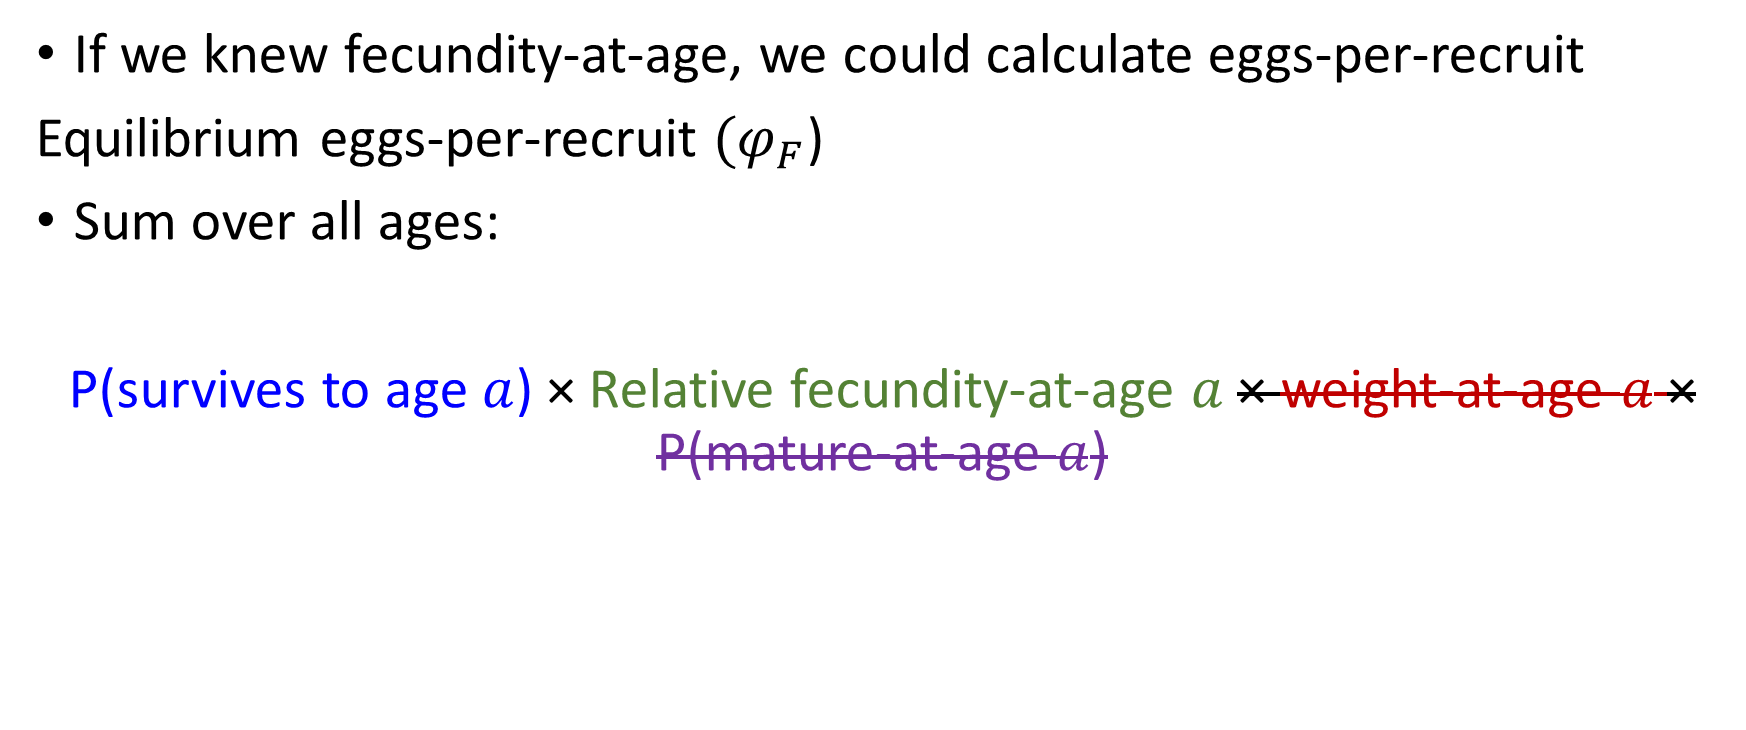 • If we knew fecundity-at-age, we could calculate eggs-per-recruit
Equilibrium eggs-per-recruit (𝜑_F)
• Sum over all ages:
P(survives to age 𝑎) × Relative fecundity-at-age 𝑎 × weight-at-age 𝑎 ×
P(mature-at-age 𝑎)